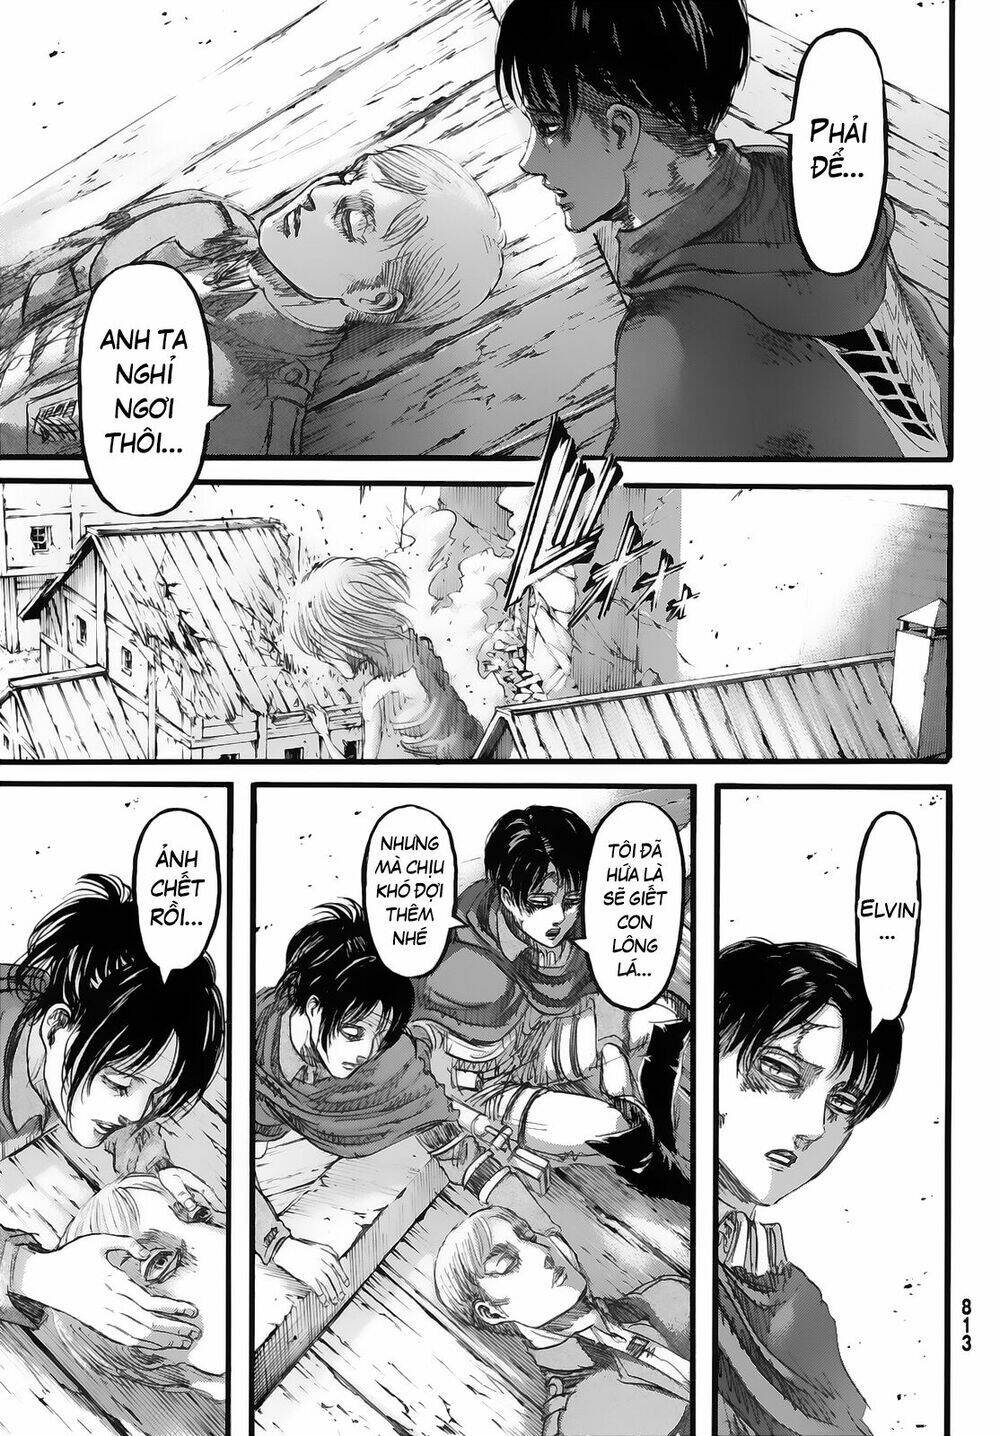 PHẢI
ĐỂ...
ANH TA
NGHỈ
NGƠI
THÔI...
ELVIN
...
TÔI ĐÃ
HỨA LÀ
SẼ GIẾT
CON
LÔNG
LÁ...
NHƯNG
MÀ CHỊU
KHÓ ĐỢI
THÊM
NHÉ
ẢNH
CHẾT
RỒI...
813